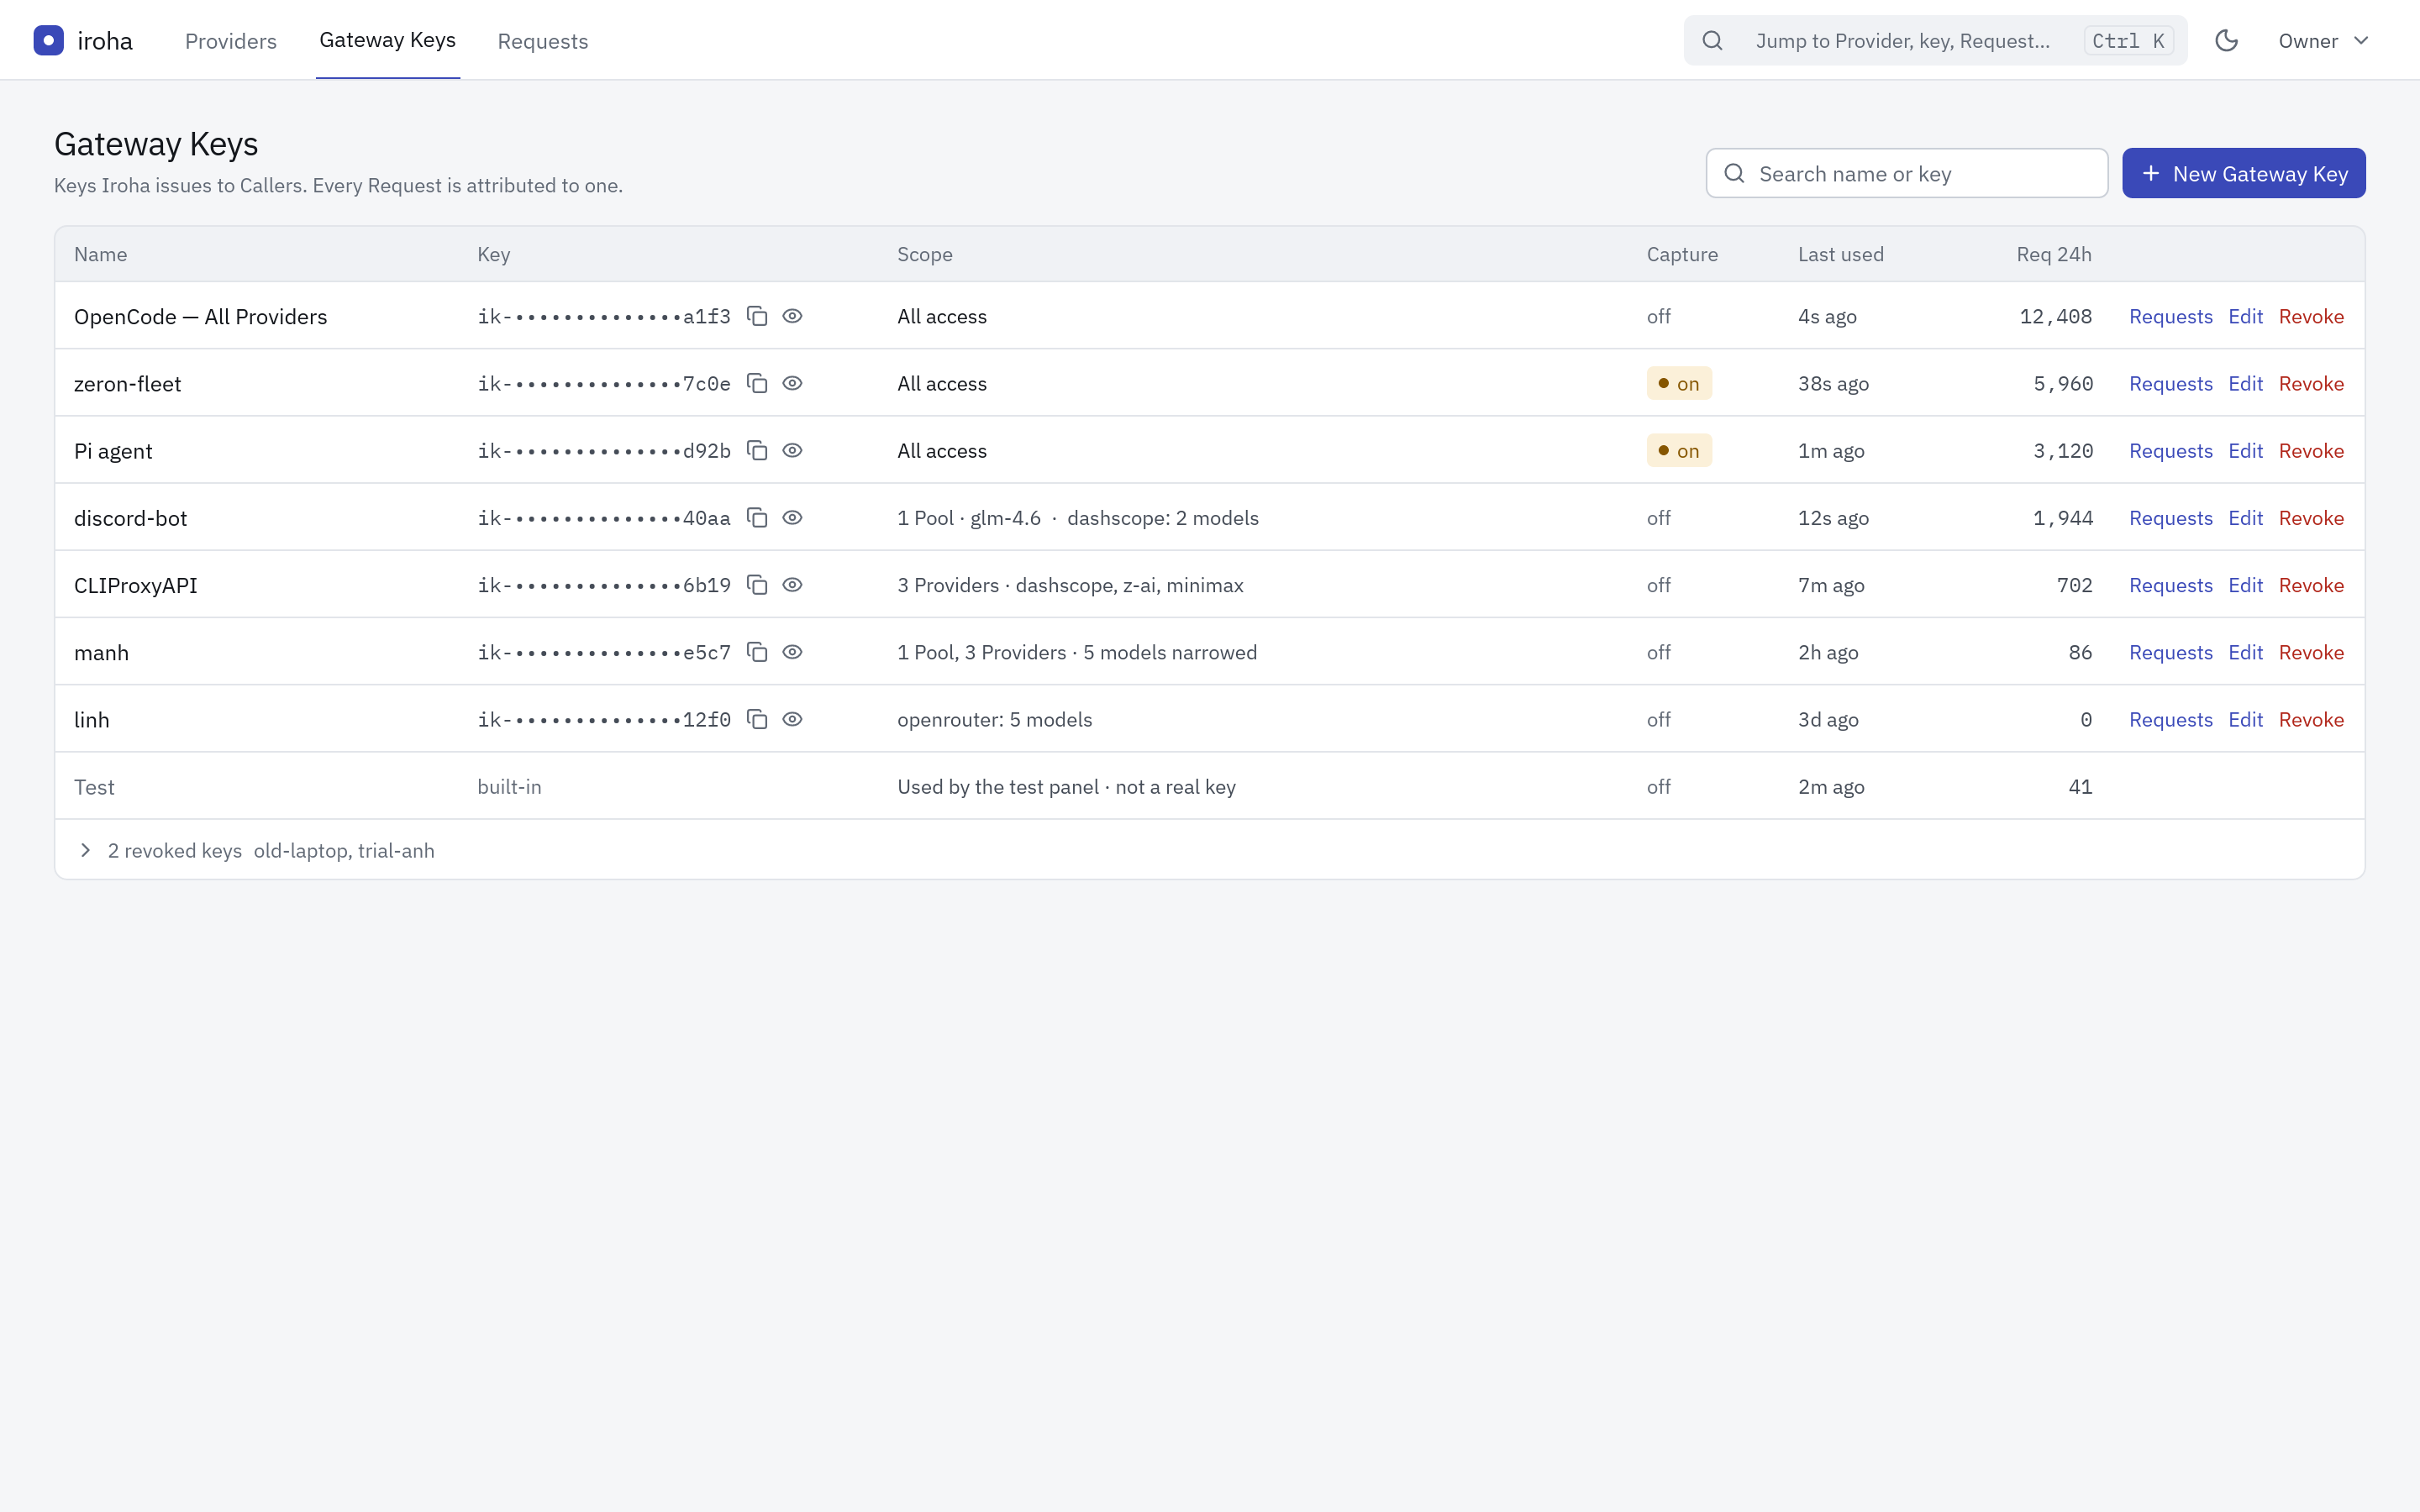 iroha Providers Gateway Keys Requests Jump to Provider, key, Request... Ctrl K Owner
Gateway Keys
Keys Iroha issues to Callers. Every Request is attributed to one.
Search name or key
New Gateway Key
Name Key Scope Capture Last used Req 24h
OpenCode — All Providers ik-••••••••••••••a1f3 All access off 4s ago 12,408 Requests Edit Revoke
zeron-fleet ik-••••••••••••••7c0e All access on 38s ago 5,960 Requests Edit Revoke
Pi agent ik-••••••••••••••d92b All access on 1m ago 3,120 Requests Edit Revoke
discord-bot ik-••••••••••••••40aa 1 Pool · glm-4.6 · dashscope: 2 models off 12s ago 1,944 Requests Edit Revoke
CLIProxyAPI ik-••••••••••••••6b19 3 Providers · dashscope, z-ai, minimax off 7m ago 702 Requests Edit Revoke
manh ik-••••••••••••••e5c7 1 Pool, 3 Providers · 5 models narrowed off 2h ago 86 Requests Edit Revoke
linh ik-••••••••••••••12f0 openrouter: 5 models off 3d ago 0 Requests Edit Revoke
Test built-in Used by the test panel · not a real key off 2m ago 41
2 revoked keys old-laptop, trial-anh